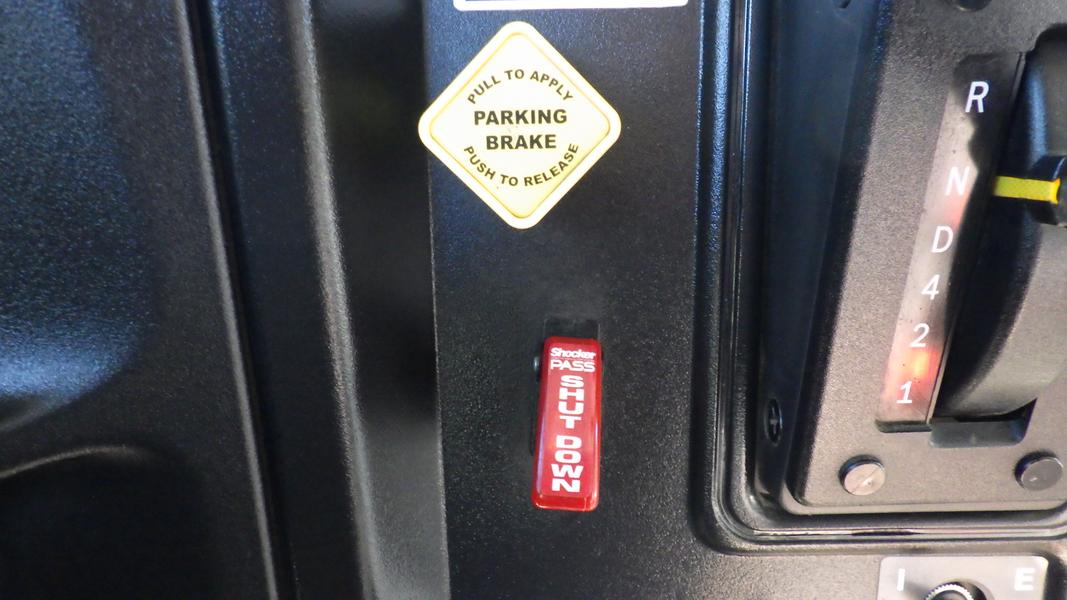 PULL TO APPLY
PARKING
BRAKE
PUSH TO RELEASE
Shocker
PASS
SHUT DOWN
R
N
D
4
2
1
I E